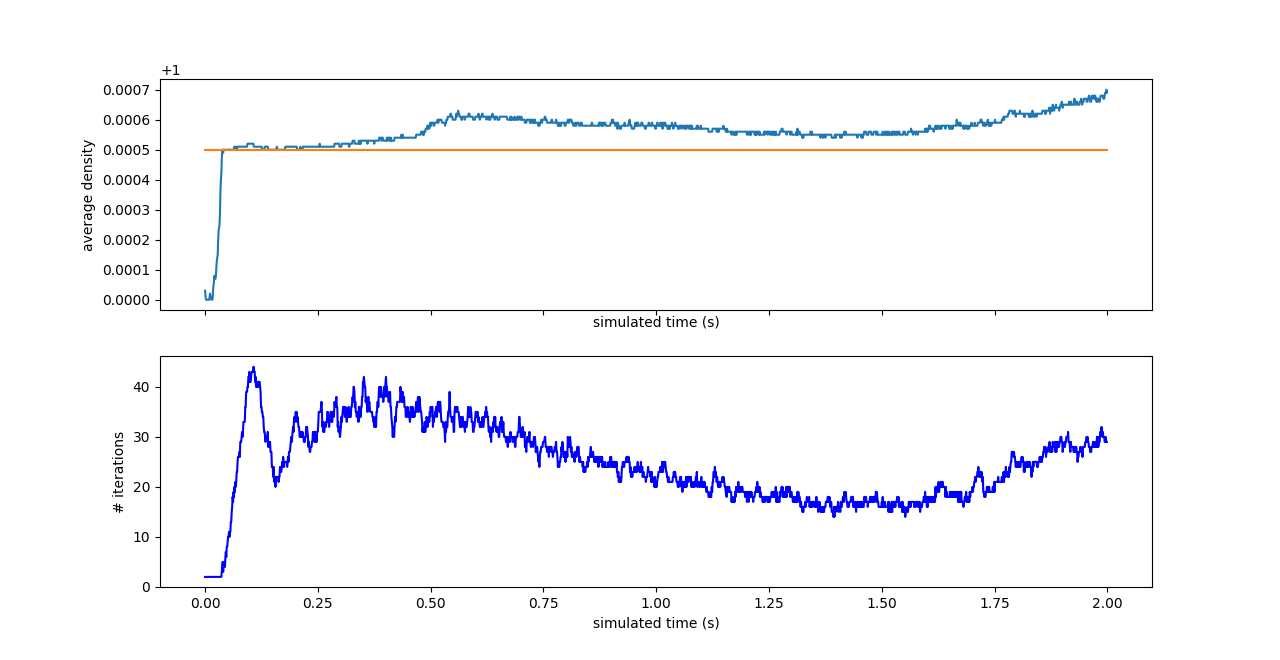 +1
0.0007
0.0006
0.0005
0.0004
0.0003
0.0002
0.0001
0.0000
average density
simulated time (s)
40
30
20
10
0
# iterations
0.00 0.25 0.50 0.75 1.00 1.25 1.50 1.75 2.00
simulated time (s)